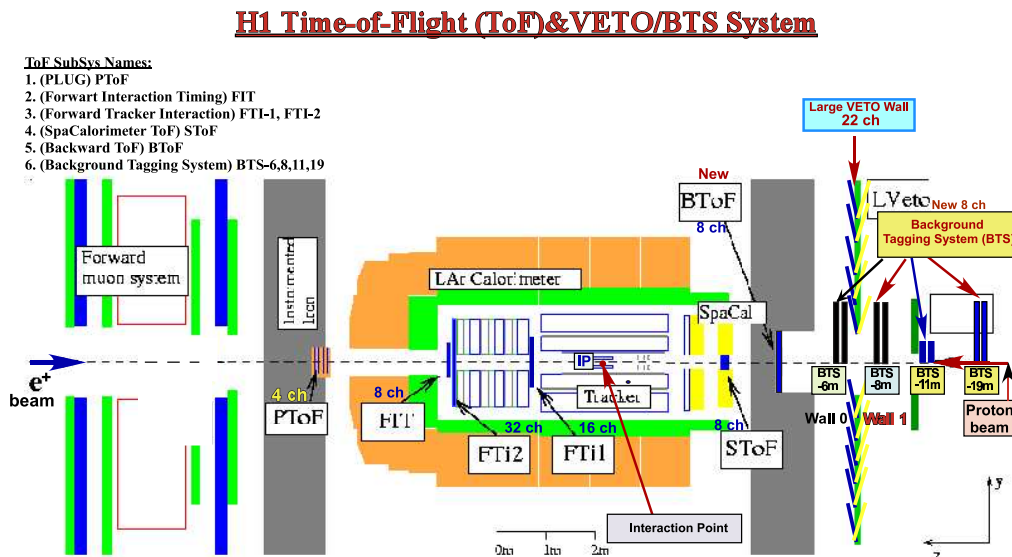 H1 Time-of-Flight (ToF)&VETO/BTS System
ToF SubSys Names:
1. (PLUG) PToF
2. (Forwart Interaction Timing) FIT
3. (Forward Tracker Interaction) FTI-1, FTI-2
4. (SpaCalorimeter ToF) SToF
5. (Backward ToF) BToF
6. (Background Tagging System) BTS-6,8,11,19
Large VETO Wall
22 ch
New
BToF
8 ch
LVeto
New 8 ch
Background
Tagging System (BTS)
Forward
muon system
Instrumented
Iron
LAr Calorimeter
SpaCal
IP
Tracker
e+
beam
4 ch
PToF
8 ch
FIT
32 ch
FTi2
16 ch
FTi1
8 ch
SToF
BTS
-6m
BTS
-8m
BTS
-11m
BTS
-19m
Wall 0
Wall 1
Proton
beam
Interaction Point
0m
1m
2m
y
z